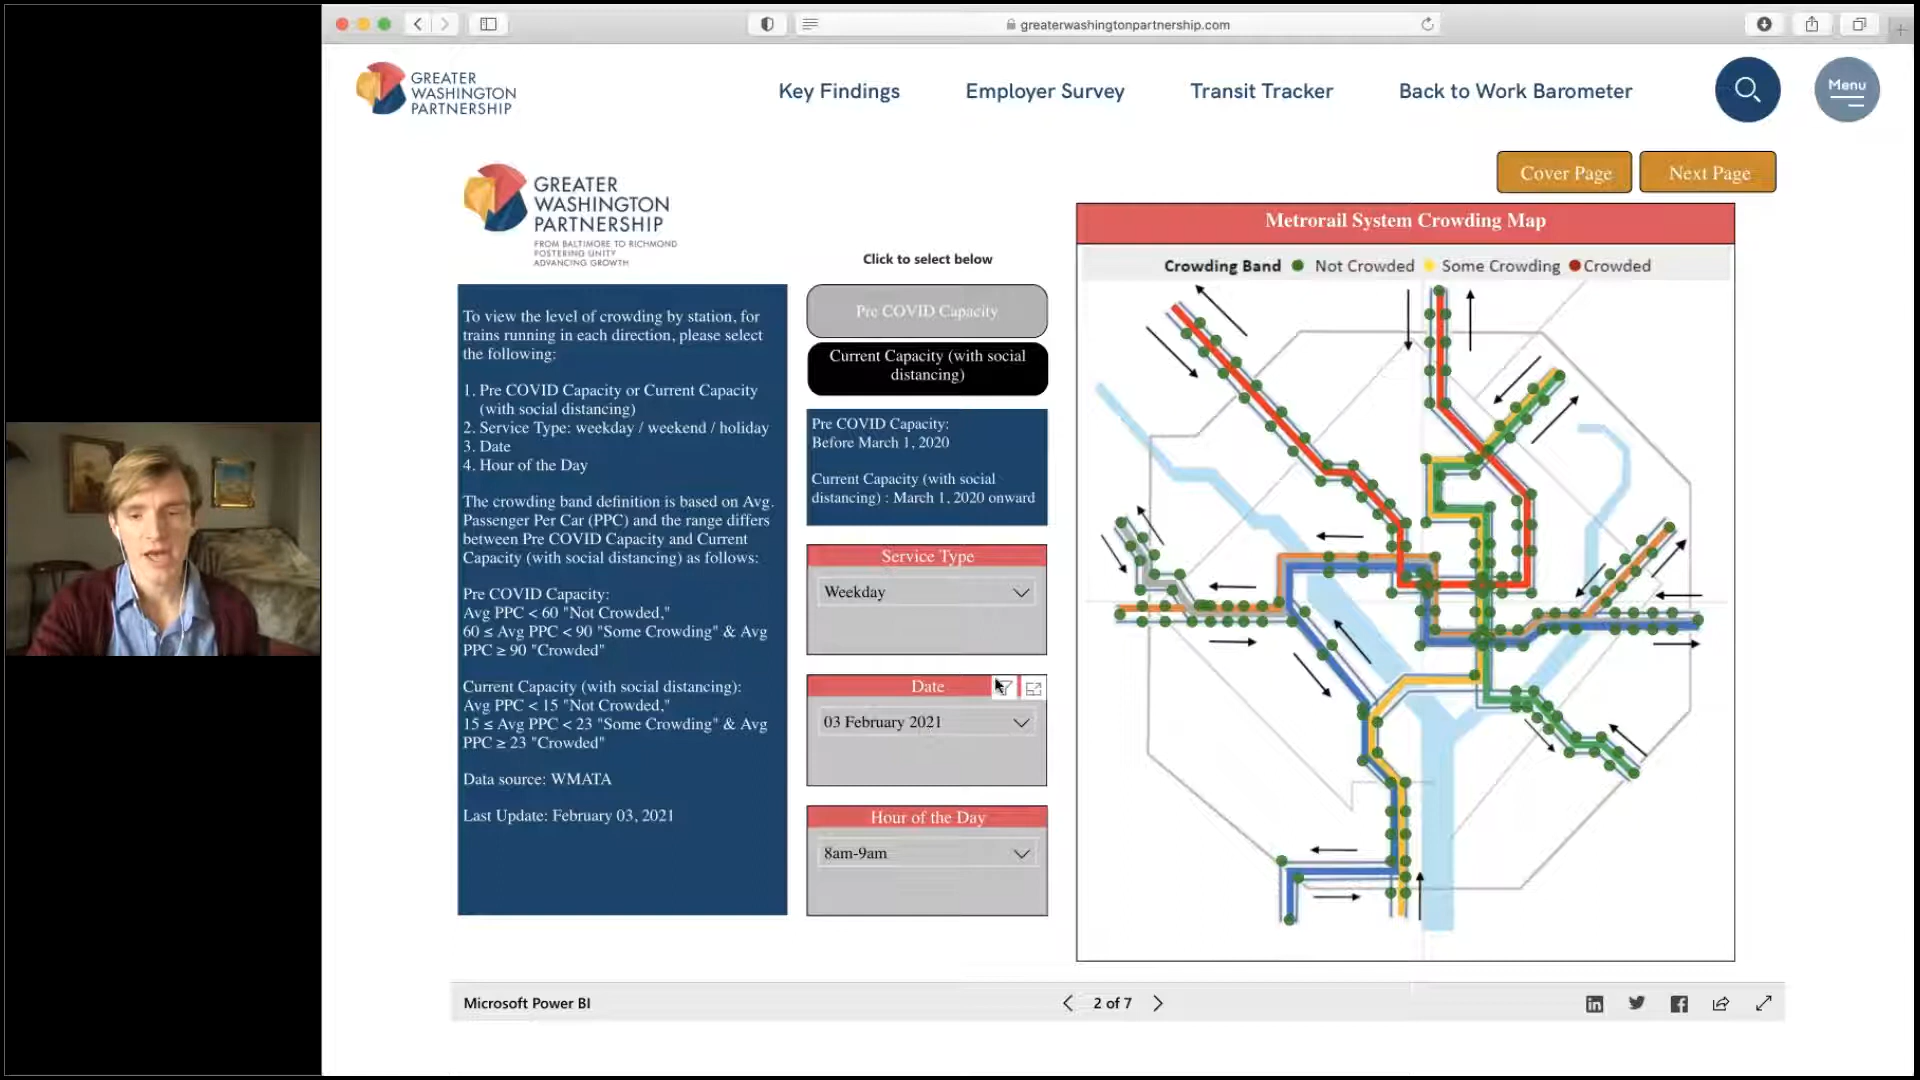 greaterwashingtonpartnership.com
GREATER
WASHINGTON
PARTNERSHIP
Key Findings
Employer Survey
Transit Tracker
Back to Work Barometer
Menu
Cover Page
Next Page
GREATER
WASHINGTON
PARTNERSHIP
FROM BALTIMORE TO RICHMOND
FOSTERING UNITY
ADVANCING GROWTH
To view the level of crowding by station, for
trains running in each direction, please select
the following:
1. Pre COVID Capacity or Current Capacity
(with social distancing)
2. Service Type: weekday / weekend / holiday
3. Date
4. Hour of the Day
The crowding band definition is based on Avg.
Passenger Per Car (PPC) and the range differs
between Pre COVID Capacity and Current
Capacity (with social distancing) as follows:
Pre COVID Capacity:
Avg PPC < 60 "Not Crowded,"
60 ≤ Avg PPC < 90 "Some Crowding" & Avg
PPC ≥ 90 "Crowded"
Current Capacity (with social distancing):
Avg PPC < 15 "Not Crowded,"
15 ≤ Avg PPC < 23 "Some Crowding" & Avg
PPC ≥ 23 "Crowded"
Data source: WMATA
Last Update: February 03, 2021
Click to select below
Pre COVID Capacity
Current Capacity (with social
distancing)
Pre COVID Capacity:
Before March 1, 2020
Current Capacity (with social
distancing) : March 1, 2020 onward
Service Type
Weekday
Date
03 February 2021
Hour of the Day
8am-9am
Metrorail System Crowding Map
Crowding Band Not Crowded Some Crowding Crowded
Microsoft Power BI
2 of 7